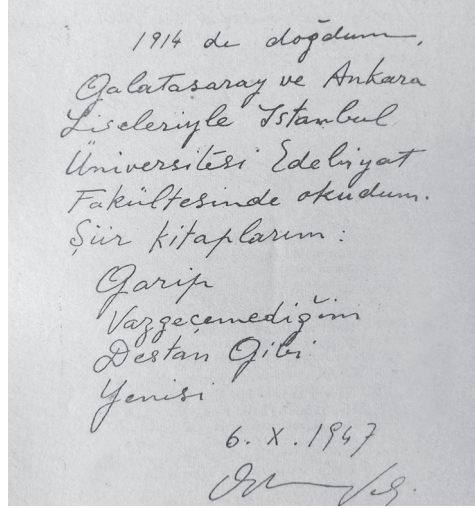 1914 de doğdum.
Galatasaray ve Ankara
Liseleriyle Istanbul
Üniversitesi Edebiyat
Fakültesinde okudum.
Şiir kitaplarım :
Garip
Vazgeçemediğim
Destan Gibi
Yenisi
6. X. 1947